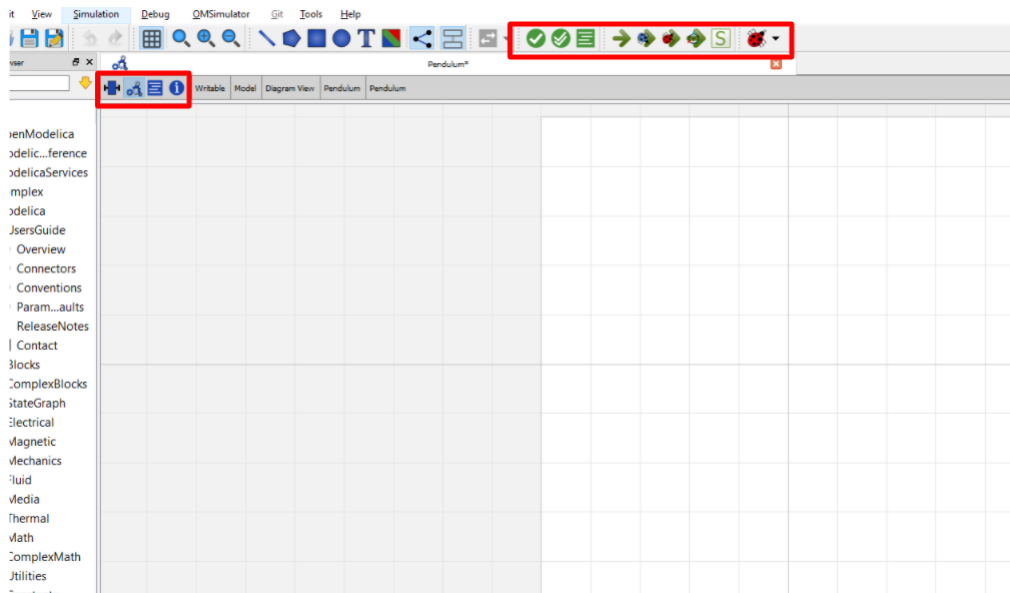 it View Simulation Debug OMSimulator Git Tools Help
T S
wser Pendulum*
Writable Model Diagram View Pendulum Pendulum
penModelica
odelic...ference
odelicaServices
mplex
odelica
UsersGuide
Overview
Connectors
Conventions
Param...aults
ReleaseNotes
Contact
Blocks
ComplexBlocks
StateGraph
Electrical
Magnetic
Mechanics
Fluid
Media
Thermal
Math
ComplexMath
Utilities